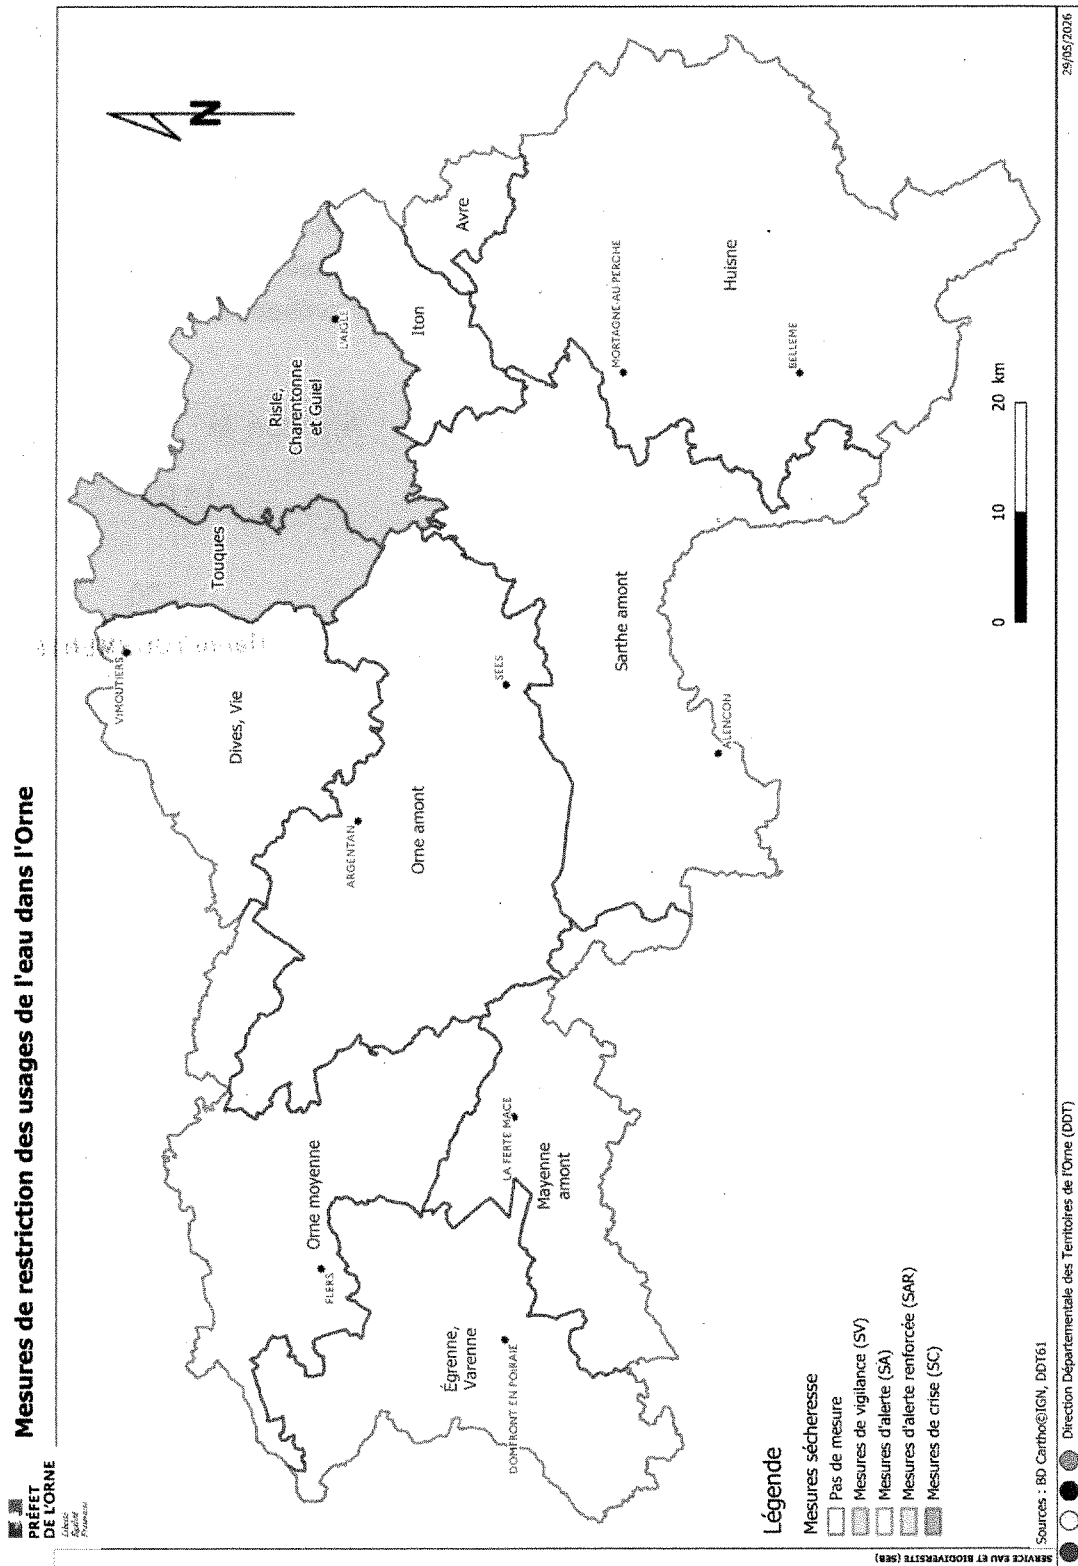 PRÉFET
DE L'ORNE
Liberté
Égalité
Fraternité
Mesures de restriction des usages de l'eau dans l'Orne
N
VIMOUTIERS
Touques
Risle,
Charentonne
et Guiel
L'AIGLE
Dives, Vie
Iton
Avre
FLERS
Orne moyenne
ARGENTAN
Orne amont
Égrenne,
Varenne
DOMFRONT EN POIRAIE
LA FERTE MACE
Mayenne
amont
SEES
Sarthe amont
MORTAGNE AU PERCHE
Huisne
ALENCON
BELLEME
Légende
Mesures sécheresse
Pas de mesure
Mesures de vigilance (SV)
Mesures d'alerte (SA)
Mesures d'alerte renforcée (SAR)
Mesures de crise (SC)
0 10 20 km
Sources : BD Cartho©IGN, DDT61
SERVICE EAU ET BIODIVERSITE (SEB)
Direction Départementale des Territoires de l'Orne (DDT)
29/05/2026